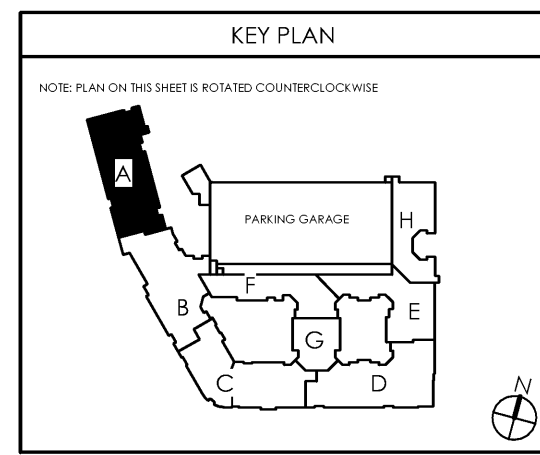 KEY PLAN
NOTE: PLAN ON THIS SHEET IS ROTATED COUNTERCLOCKWISE
A
PARKING GARAGE
H
F
B
E
G
C
D
N